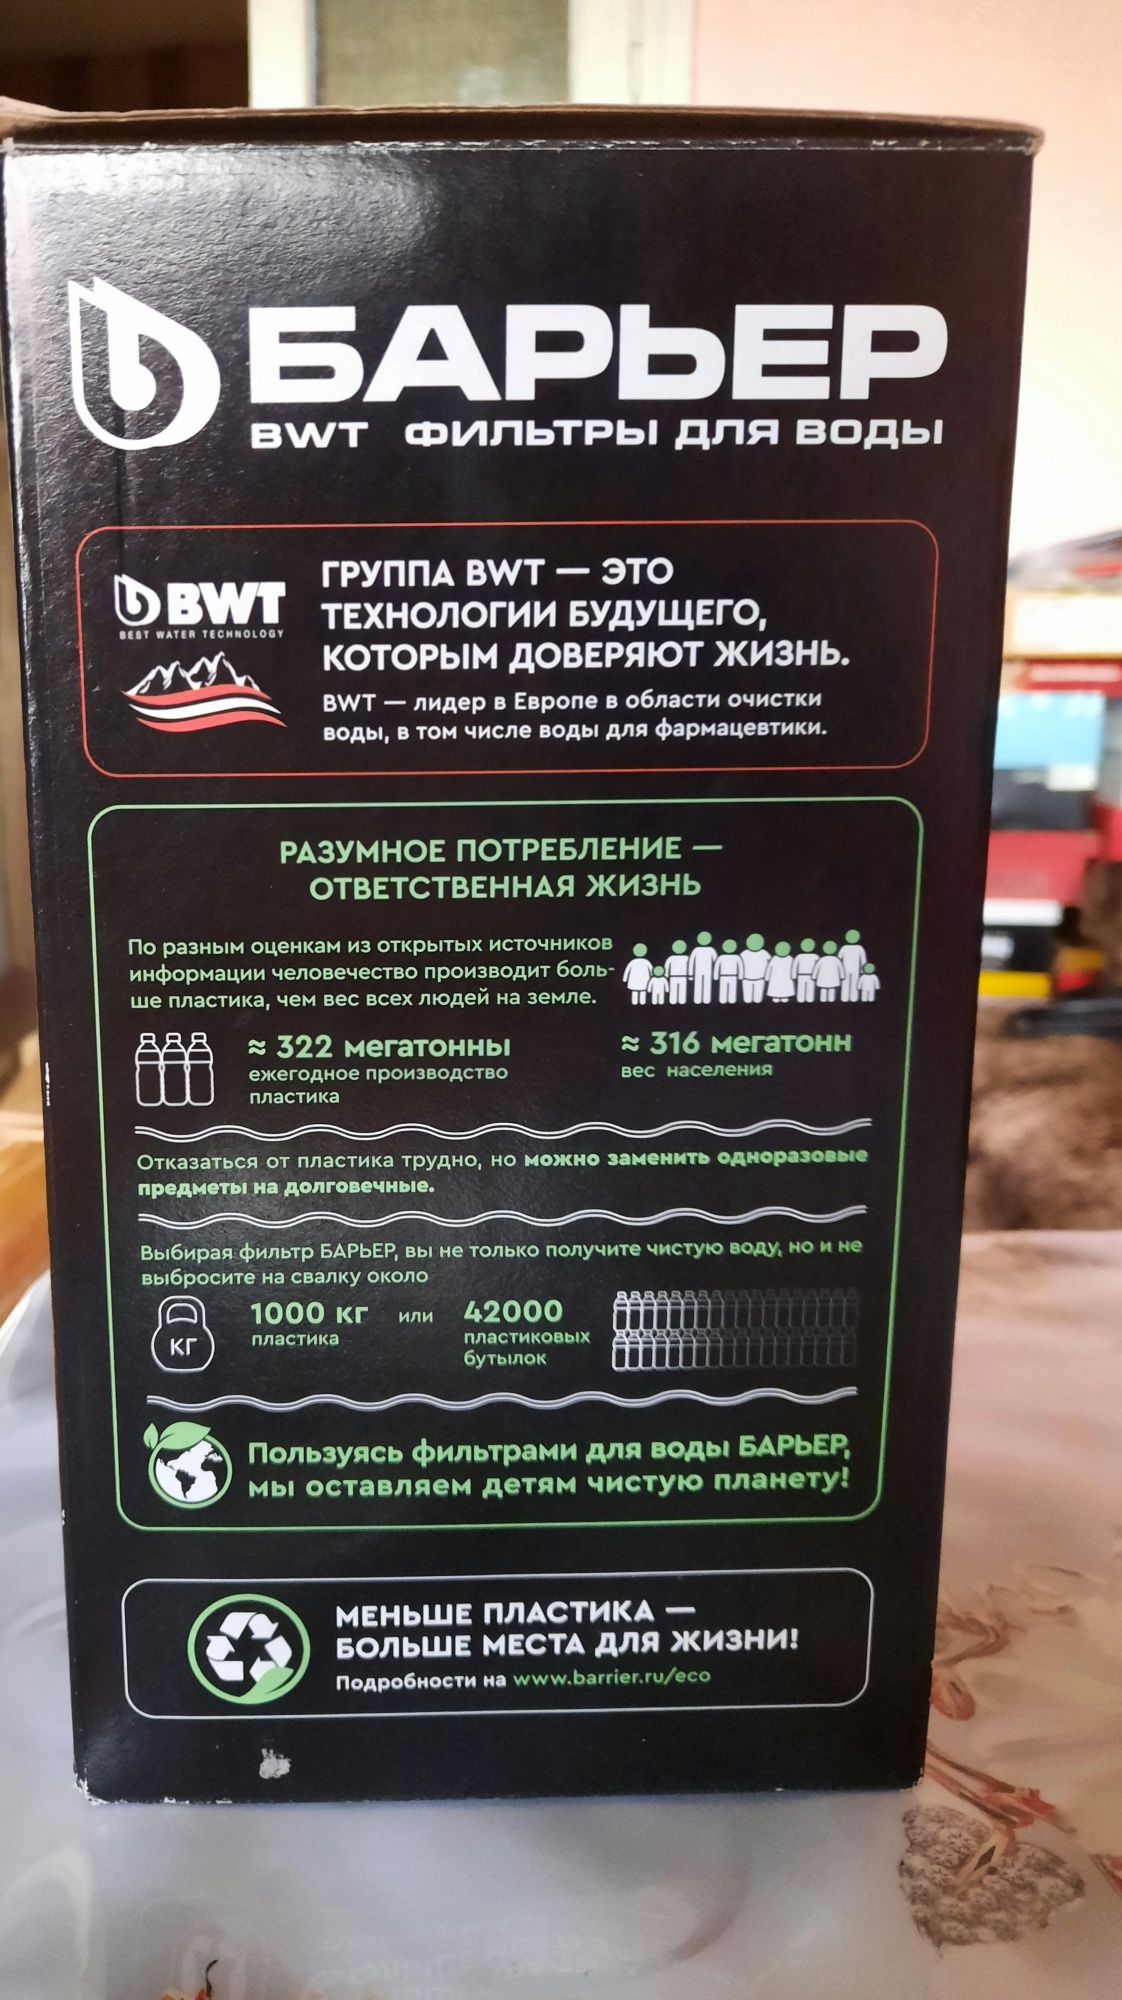 БАРЬЕР
BWT ФИЛЬТРЫ ДЛЯ ВОДЫ
BWT
BEST WATER TECHNOLOGY
ГРУППА BWT — ЭТО
ТЕХНОЛОГИИ БУДУЩЕГО,
КОТОРЫМ ДОВЕРЯЮТ ЖИЗНЬ.
BWT — лидер в Европе в области очистки
воды, в том числе воды для фармацевтики.
РАЗУМНОЕ ПОТРЕБЛЕНИЕ —
ОТВЕТСТВЕННАЯ ЖИЗНЬ
По разным оценкам из открытых источников
информации человечество производит боль-
ше пластика, чем вес всех людей на земле.
≈ 322 мегатонны
ежегодное производство
пластика
≈ 316 мегатонн
вес населения
Отказаться от пластика трудно, но можно заменить одноразовые
предметы на долговечные.
Выбирая фильтр БАРЬЕР, вы не только получите чистую воду, но и не
выбросите на свалку около
КГ
1000 кг
пластика
или
42000
пластиковых
бутылок
Пользуясь фильтрами для воды БАРЬЕР,
мы оставляем детям чистую планету!
МЕНЬШЕ ПЛАСТИКА —
БОЛЬШЕ МЕСТА ДЛЯ ЖИЗНИ!
Подробности на www.barrier.ru/eco